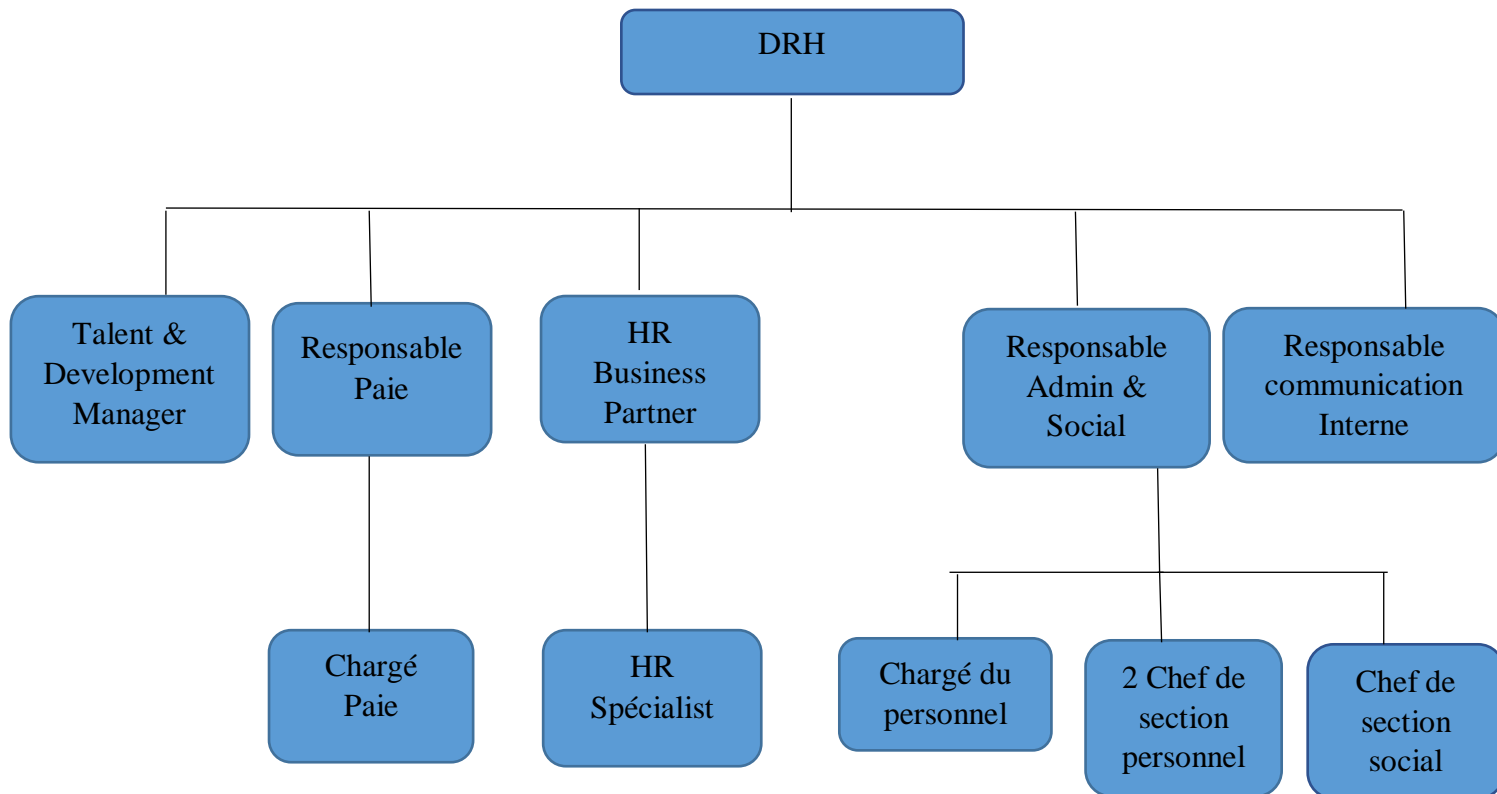 DRH
Talent &
Development
Manager
Responsable
Paie
HR
Business
Partner
Responsable
Admin &
Social
Responsable
communication
Interne
Chargé
Paie
HR
Spécialist
Chargé du
personnel
2 Chef de
section
personnel
Chef de
section
social